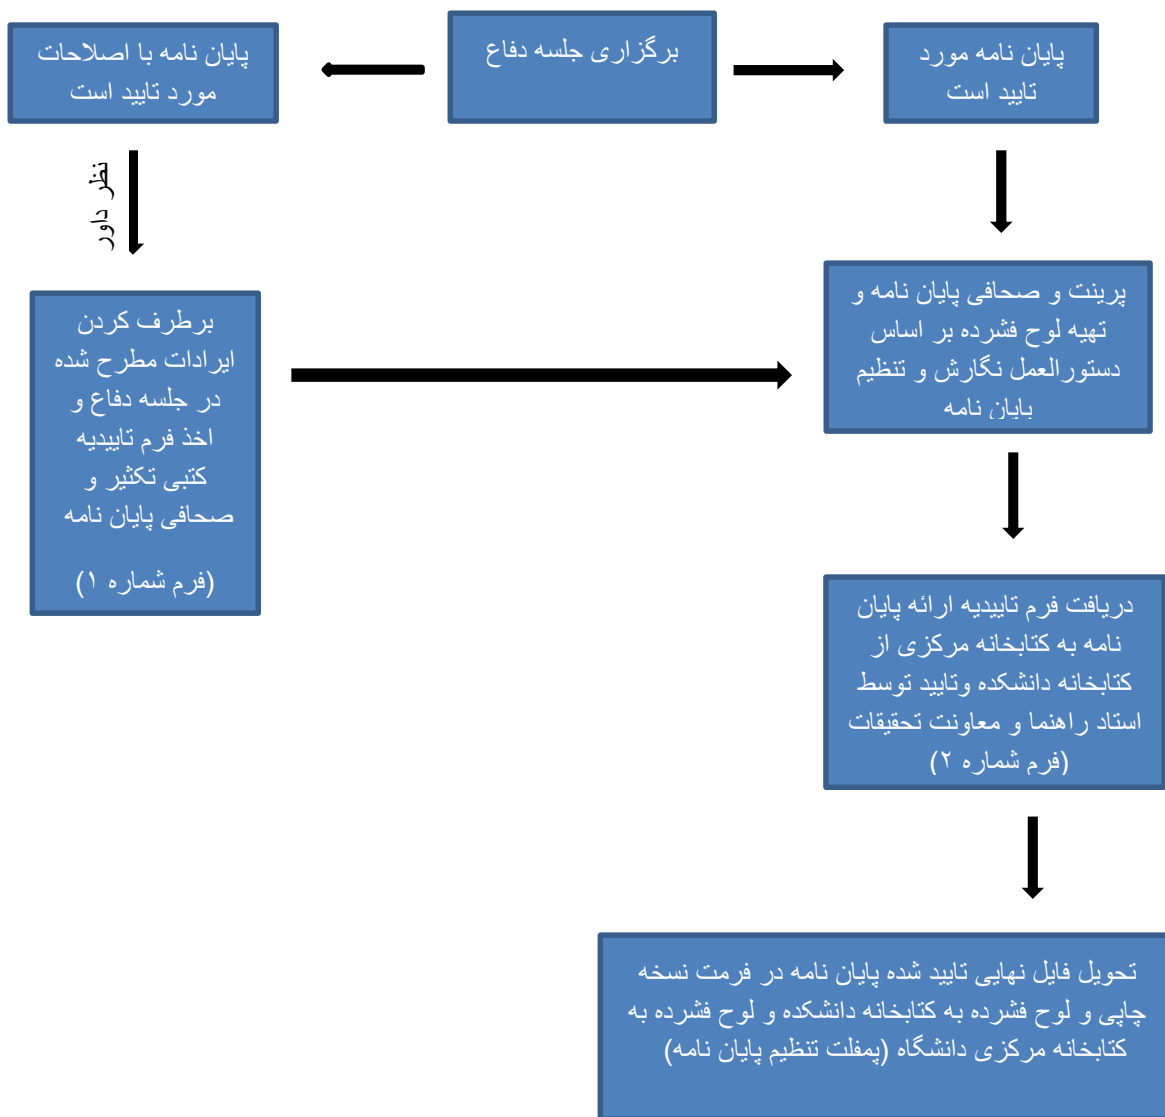 پایان نامه مورد
تایید است
برگزاری جلسه دفاع
پایان نامه با اصلاحات
مورد تایید است
نظر داور
پرینت و صحافی پایان نامه و
تهیه لوح فشرده بر اساس
دستورالعمل نگارش و تنظیم
پایان نامه
برطرف کردن
ایرادات مطرح شده
در جلسه دفاع و
اخذ فرم تاییدیه
کتبی تکثیر و
صحافی پایان نامه
(فرم شماره ۱)
دریافت فرم تاییدیه ارائه پایان
نامه به کتابخانه مرکزی از
کتابخانه دانشکده وتایید توسط
استاد راهنما و معاونت تحقیقات
(فرم شماره ۲)
تحویل فایل نهایی تایید شده پایان نامه در فرمت نسخه
چاپی و لوح فشرده به کتابخانه دانشکده و لوح فشرده به
کتابخانه مرکزی دانشگاه (پمفلت تنظیم پایان نامه)